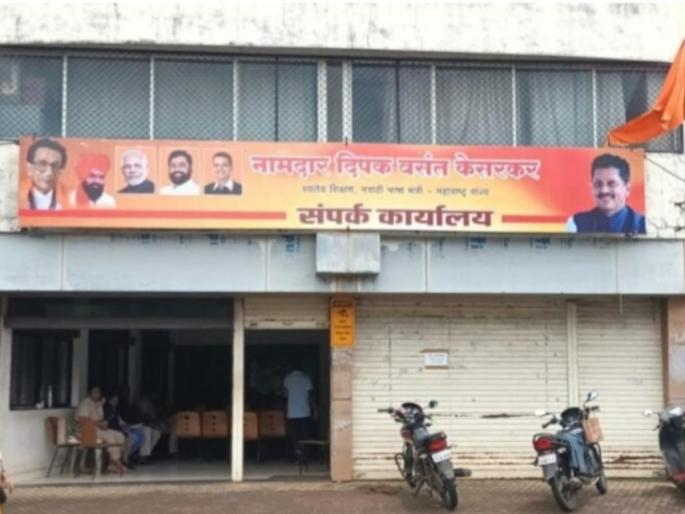 नामदार दिपक वसंत केसरकर
शालेय शिक्षण, मराठी भाषा मंत्री - महाराष्ट्र राज्य
संपर्क कार्यालय